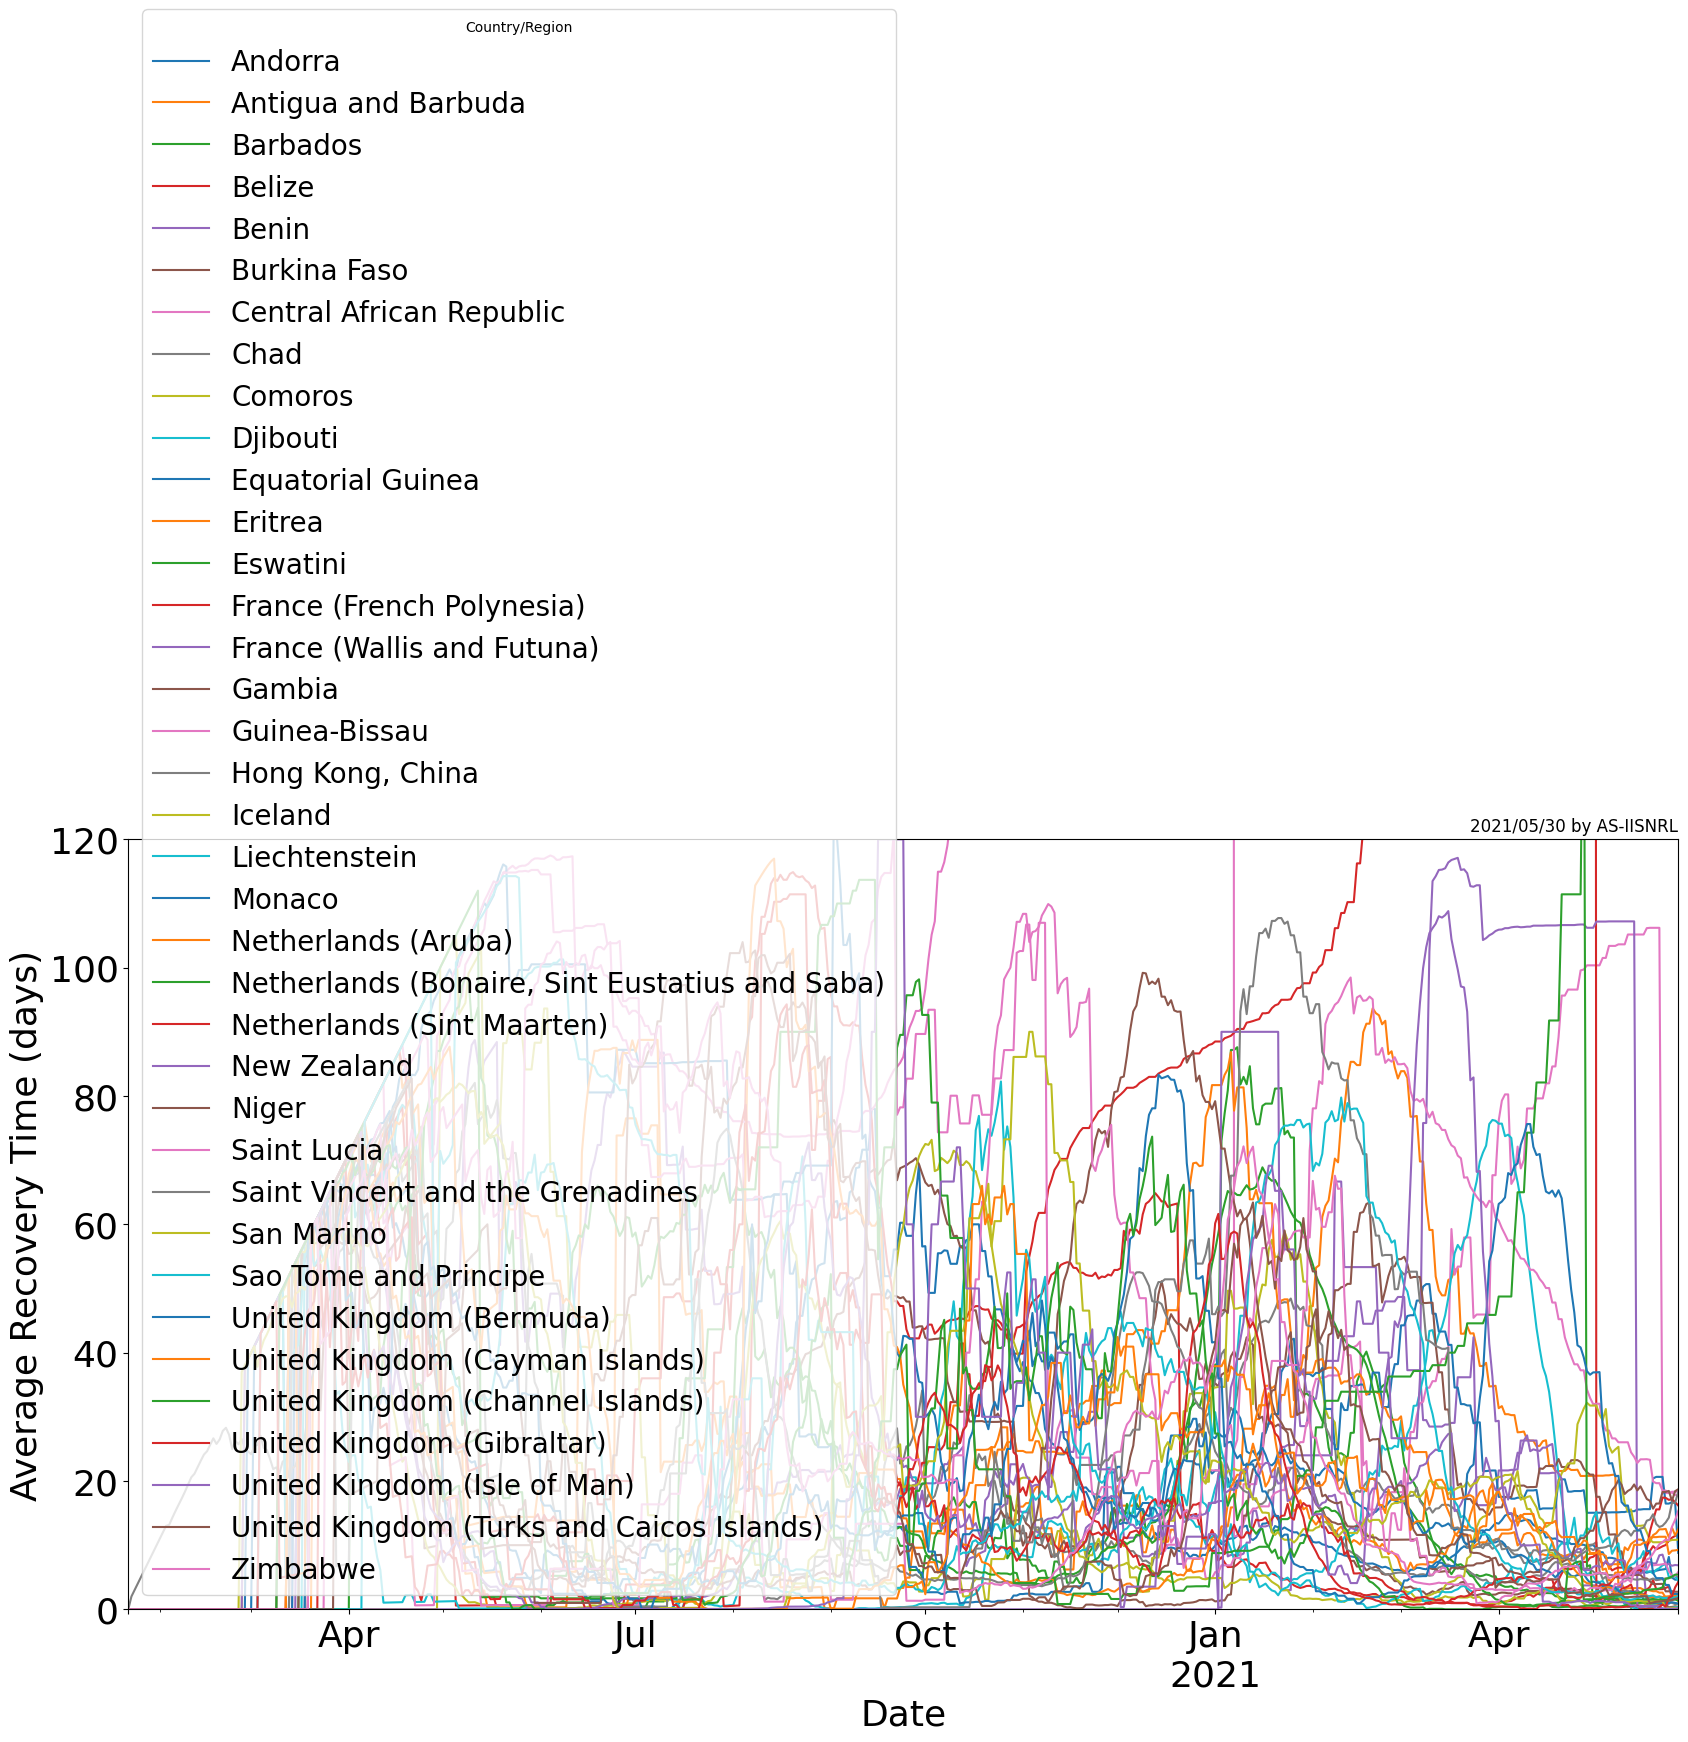 Country/Region
Andorra
Antigua and Barbuda
Barbados
Belize
Benin
Burkina Faso
Central African Republic
Chad
Comoros
Djibouti
Equatorial Guinea
Eritrea
Eswatini
France (French Polynesia)
France (Wallis and Futuna)
Gambia
Guinea-Bissau
Hong Kong, China
Iceland
Liechtenstein
Monaco
Netherlands (Aruba)
Netherlands (Bonaire, Sint Eustatius and Saba)
Netherlands (Sint Maarten)
New Zealand
Niger
Saint Lucia
Saint Vincent and the Grenadines
San Marino
Sao Tome and Principe
United Kingdom (Bermuda)
United Kingdom (Cayman Islands)
United Kingdom (Channel Islands)
United Kingdom (Gibraltar)
United Kingdom (Isle of Man)
United Kingdom (Turks and Caicos Islands)
Zimbabwe
2021/05/30 by AS-IISNRL
Average Recovery Time (days)
120
100
80
60
40
20
0
Apr Jul Oct Jan Apr
2021
Date